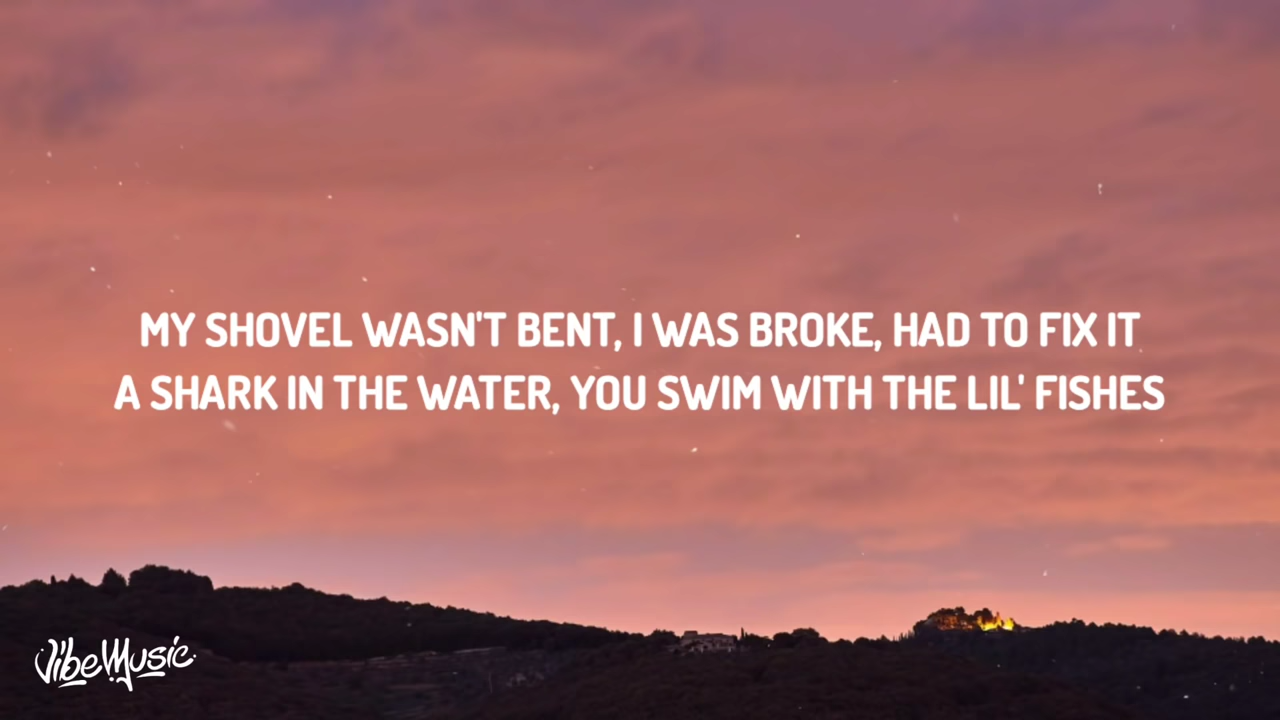 MY SHOVEL WASN'T BENT, I WAS BROKE, HAD TO FIX IT
A SHARK IN THE WATER, YOU SWIM WITH THE LIL' FISHES
VibeMusic